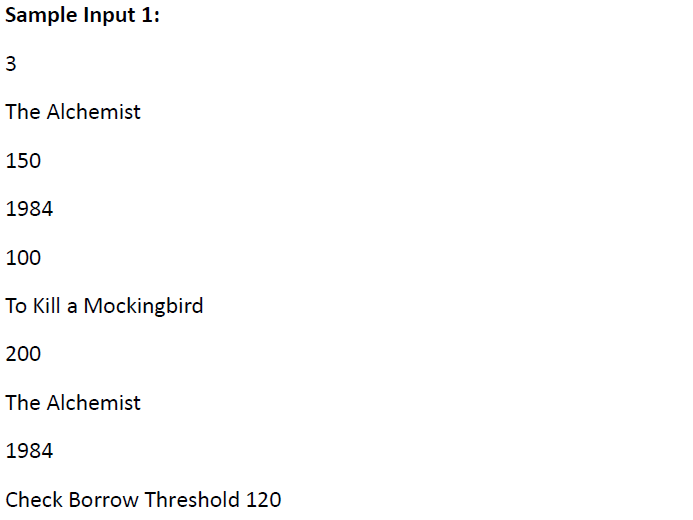 Sample Input 1:
3
The Alchemist
150
1984
100
To Kill a Mockingbird
200
The Alchemist
1984
Check Borrow Threshold 120